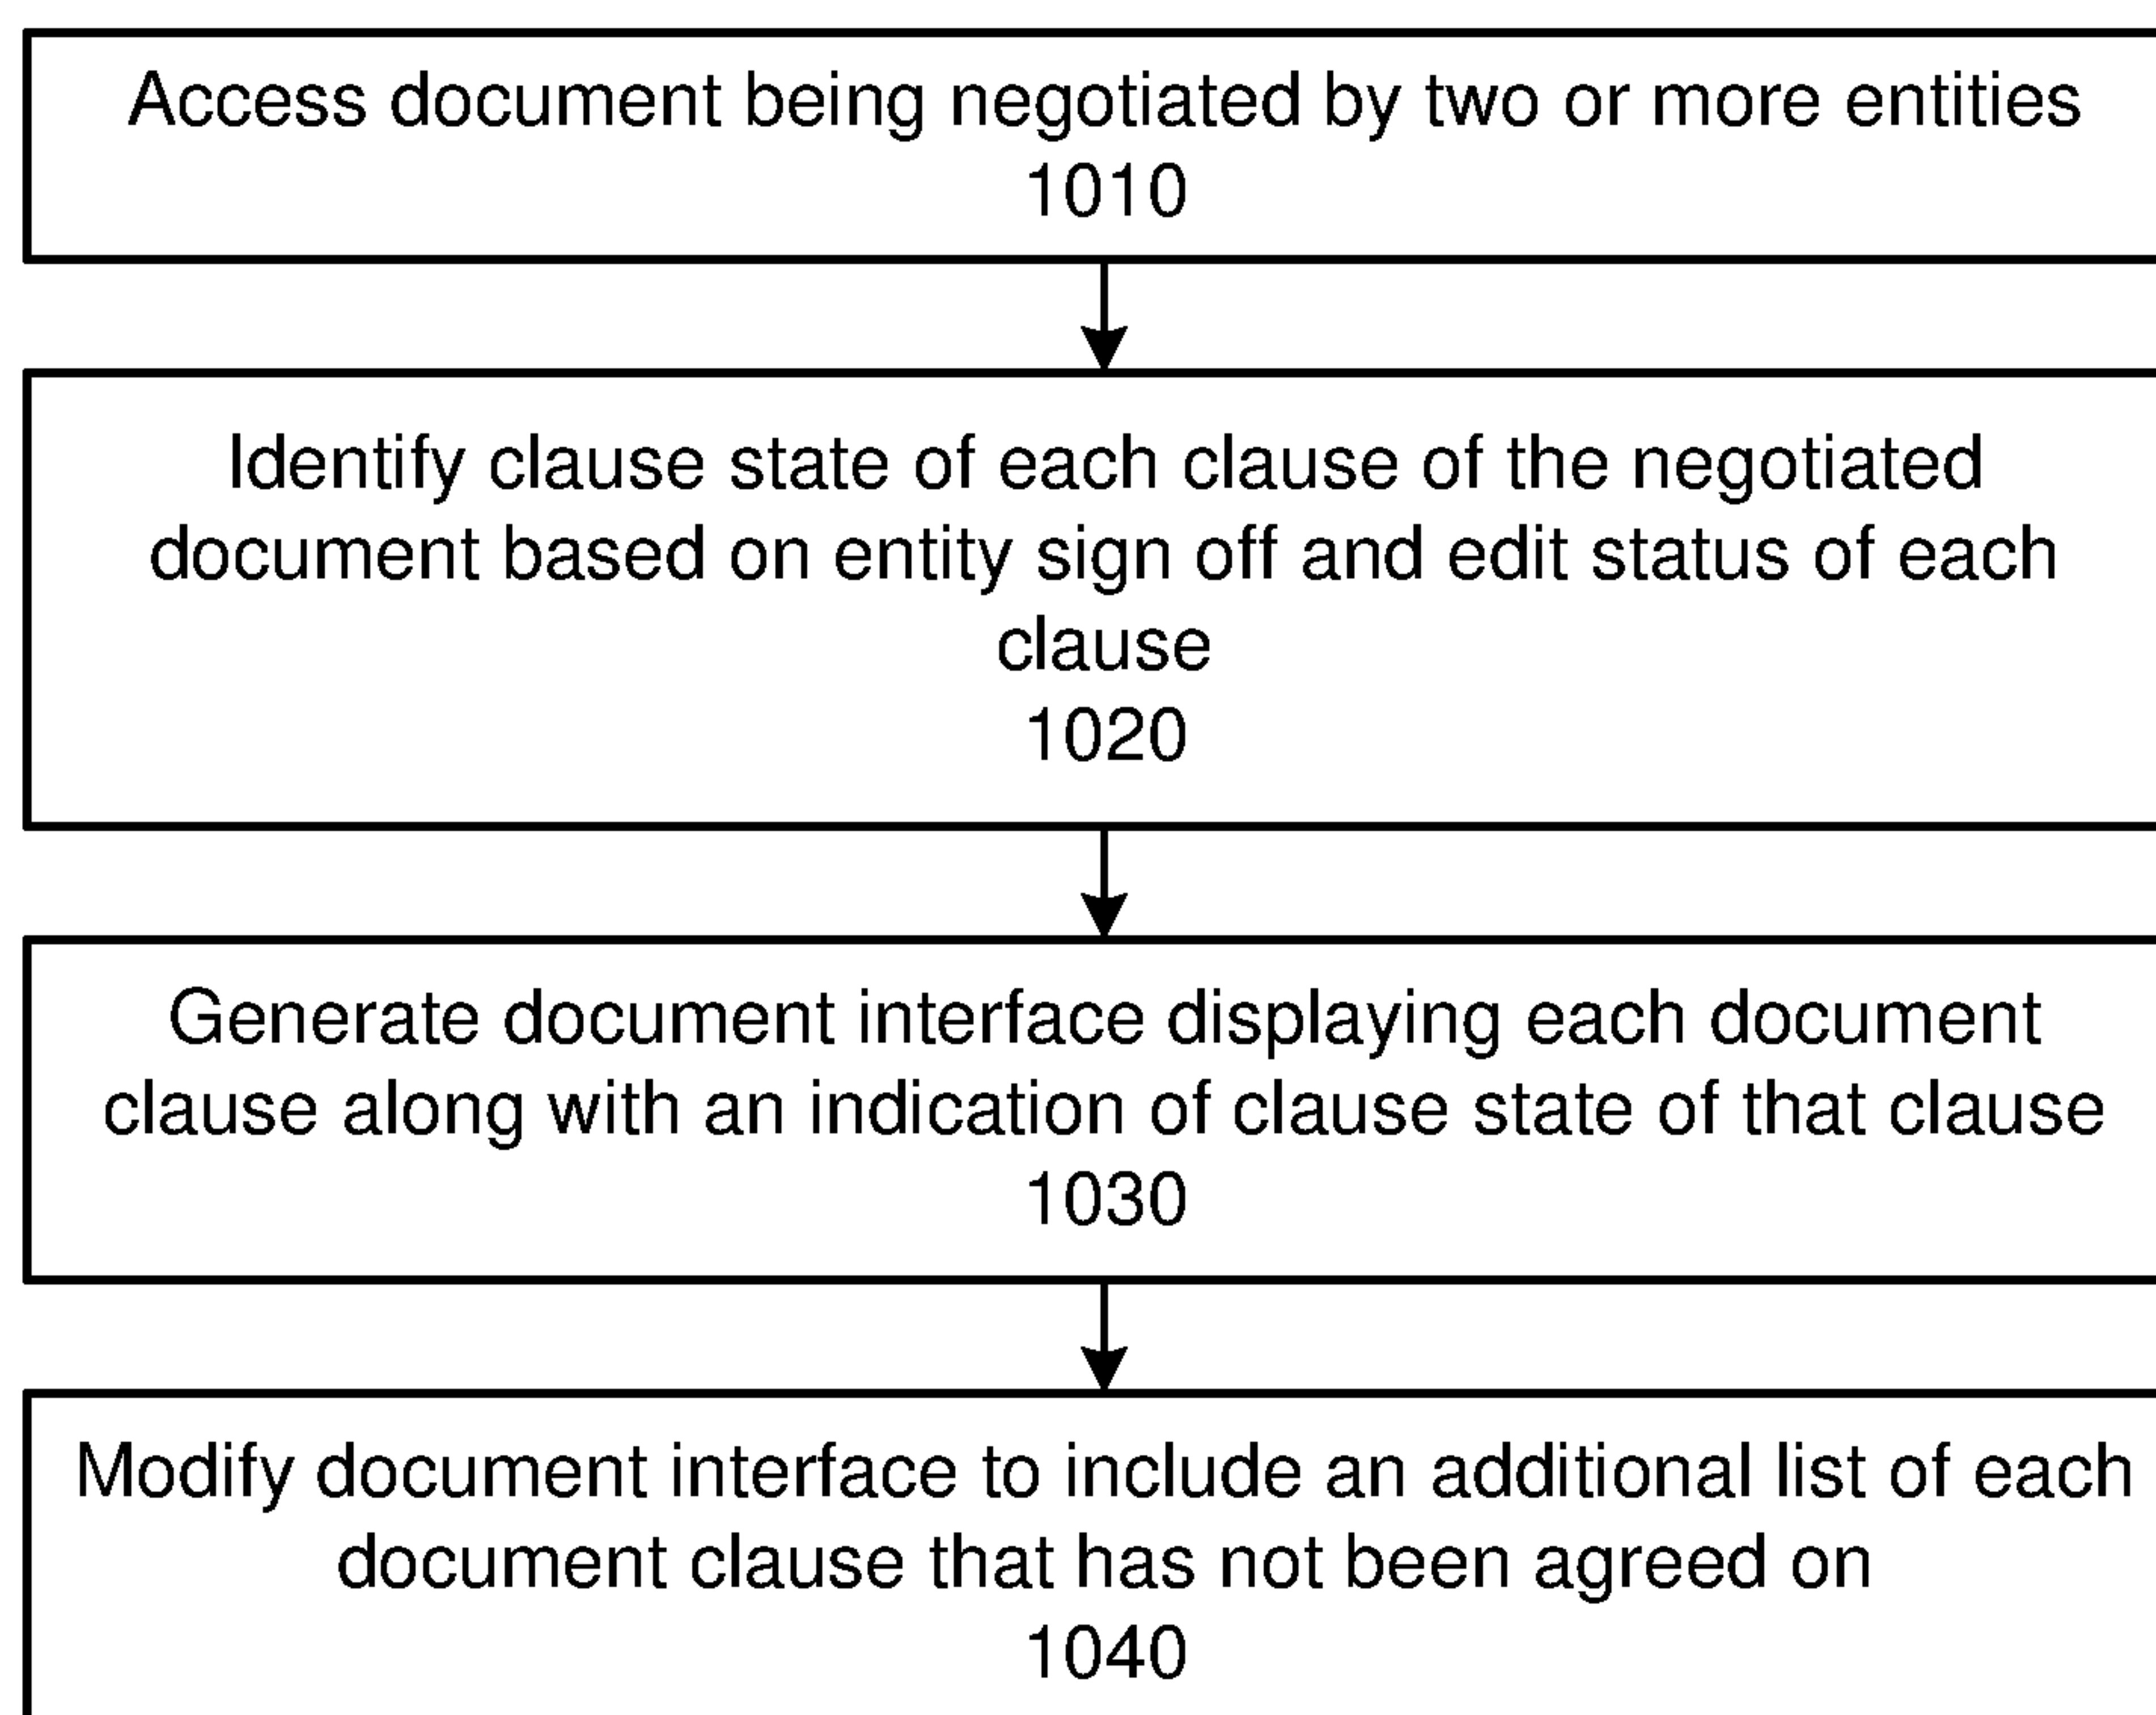 Access document being negotiated by two or more entities
1010
Identify clause state of each clause of the negotiated
document based on entity sign off and edit status of each
clause
1020
Generate document interface displaying each document
clause along with an indication of clause state of that clause
1030
Modify document interface to include an additional list of each
document clause that has not been agreed on
1040